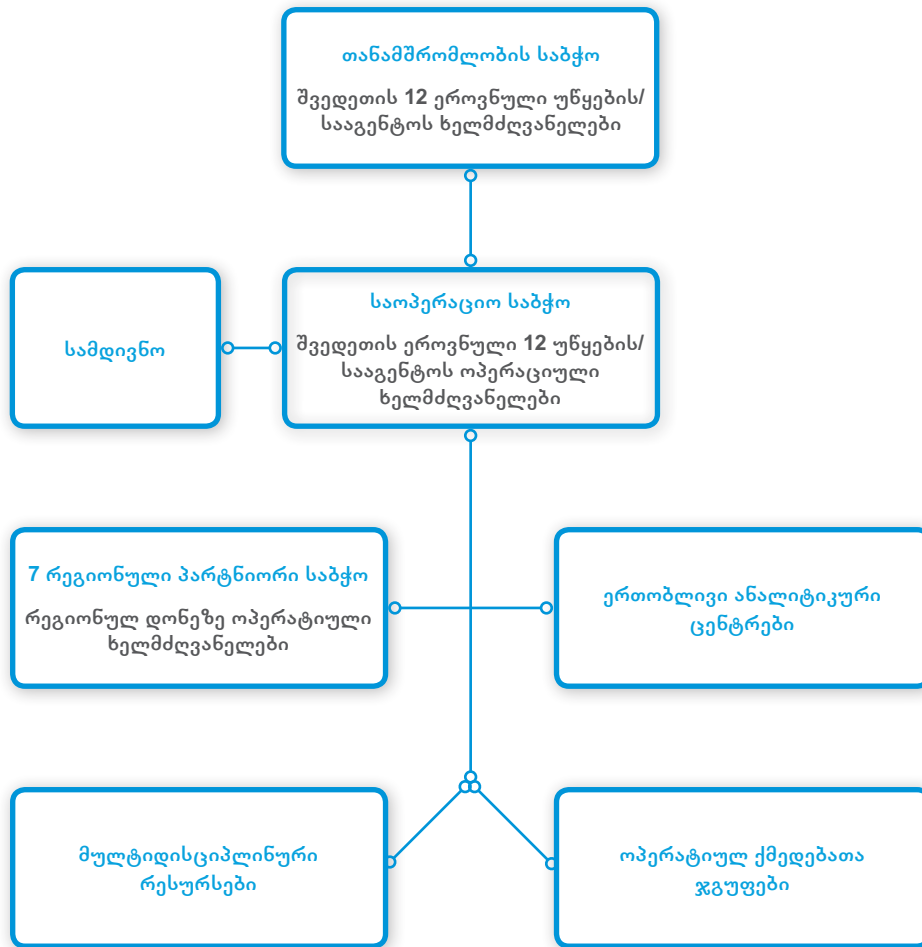 თანამშრომლობის საბჭო
შვედეთის 12 ეროვნული უწყების/
სააგენტოს ხელმძღვანელები
სამდივნო
საოპერაციო საბჭო
შვედეთის ეროვნული 12 უწყების/
სააგენტოს ოპერაციული
ხელმძღვანელები
7 რეგიონული პარტნიორი საბჭო
რეგიონულ დონეზე ოპერატიული
ხელმძღვანელები
ერთობლივი ანალიტიკური
ცენტრები
მულტიდისციპლინური
რესურსები
ოპერატიულ ქმედებათა
ჯგუფები